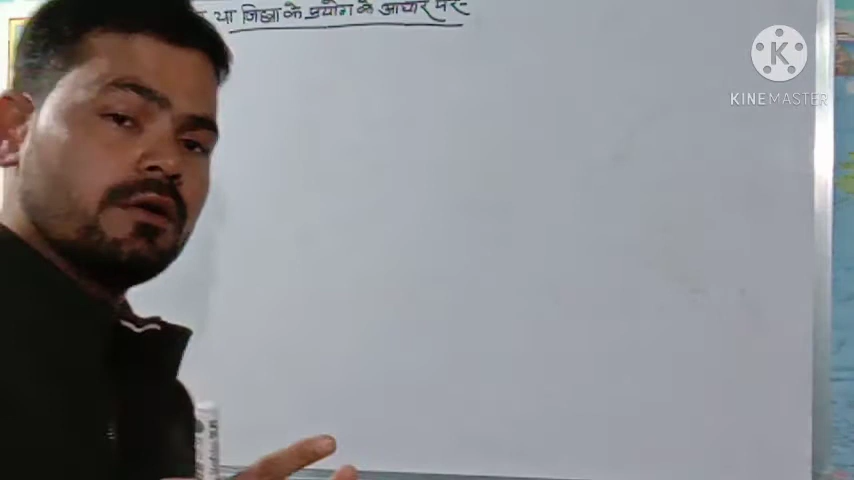 या जिह्वा के प्रयोग के आधार पर-
K
KINEMASTER